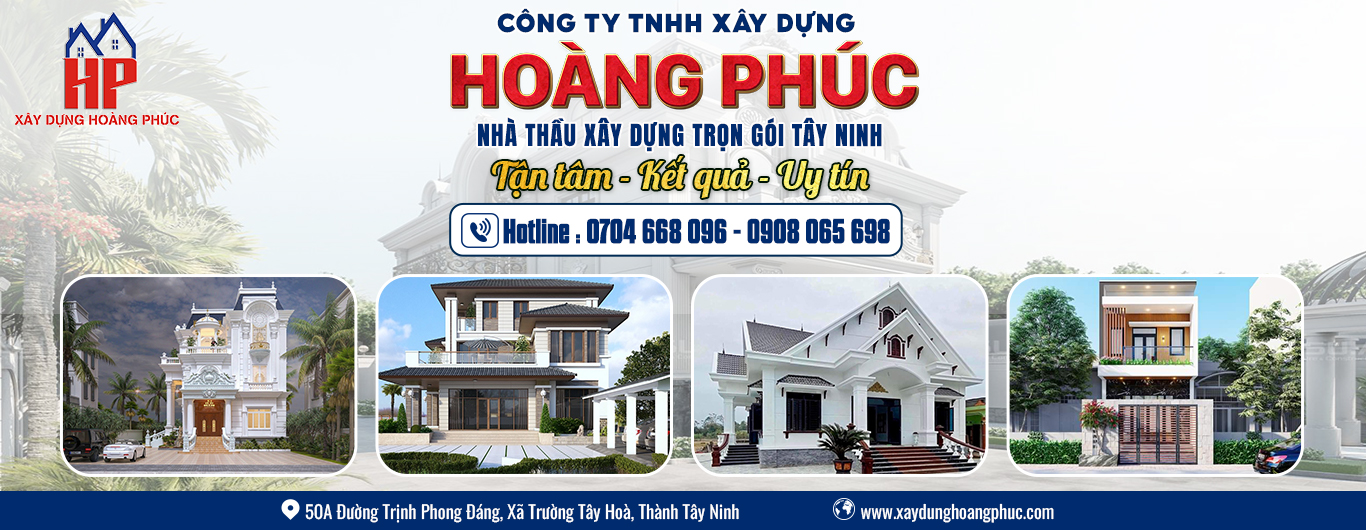 HP
XÂY DỰNG HOÀNG PHÚC
CÔNG TY TNHH XÂY DỰNG
HOÀNG PHÚC
NHÀ THẦU XÂY DỰNG TRỌN GÓI TÂY NINH
Tận tâm - Kết quả - Uy tín
Hotline : 0704 668 096 - 0908 065 698
50A Đường Trịnh Phong Đáng, Xã Trường Tây Hoà, Thành Tây Ninh
www.xaydunghoangphuc.com